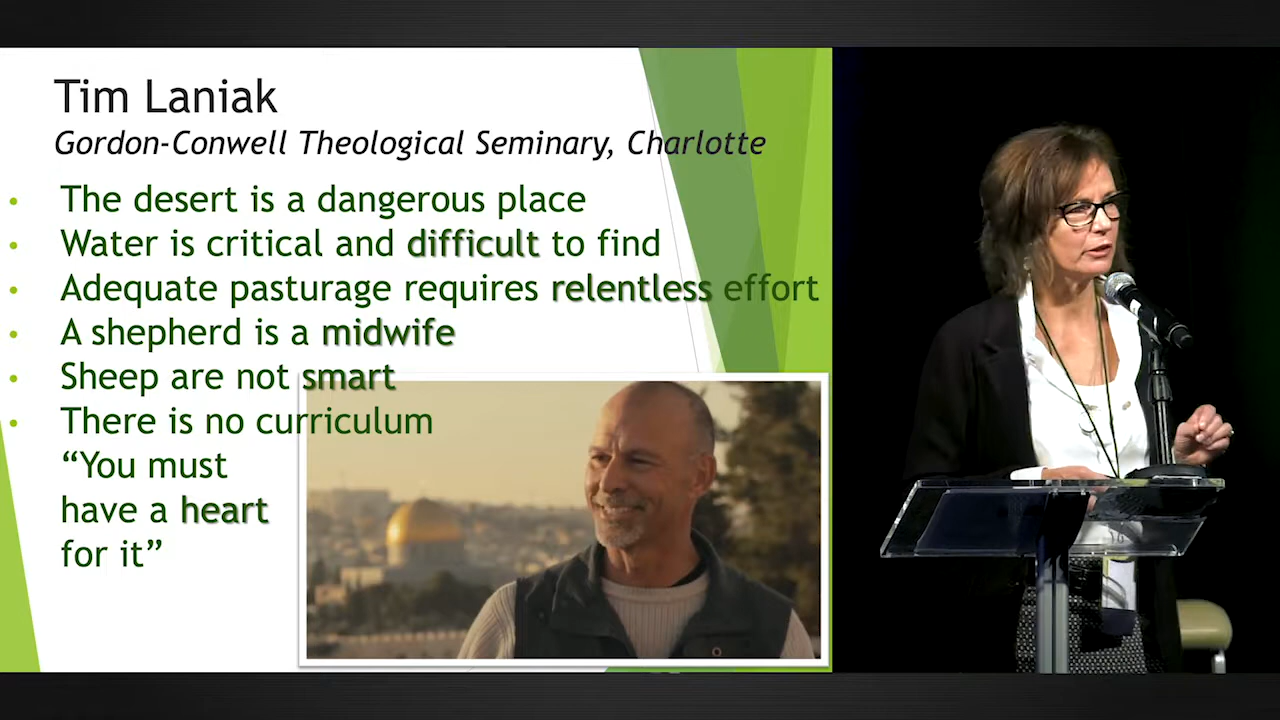 Tim Laniak
Gordon-Conwell Theological Seminary, Charlotte
• The desert is a dangerous place
• Water is critical and difficult to find
• Adequate pasturage requires relentless effort
• A shepherd is a midwife
• Sheep are not smart
• There is no curriculum
“You must
have a heart
for it”